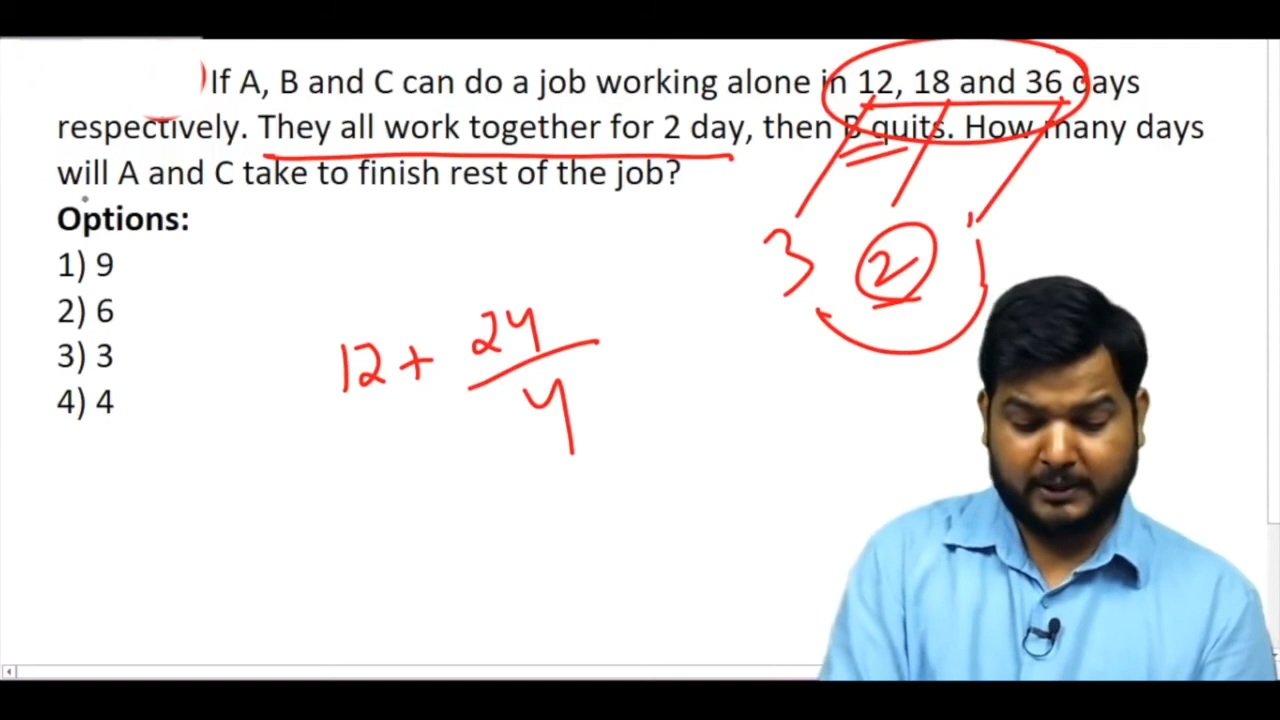 If A, B and C can do a job working alone in 12, 18 and 36 days
respectively. They all work together for 2 day, then B quits. How many days
will A and C take to finish rest of the job?
Options:
1) 9
2) 6
3) 3
4) 4
3 2 1
12 + 24
4